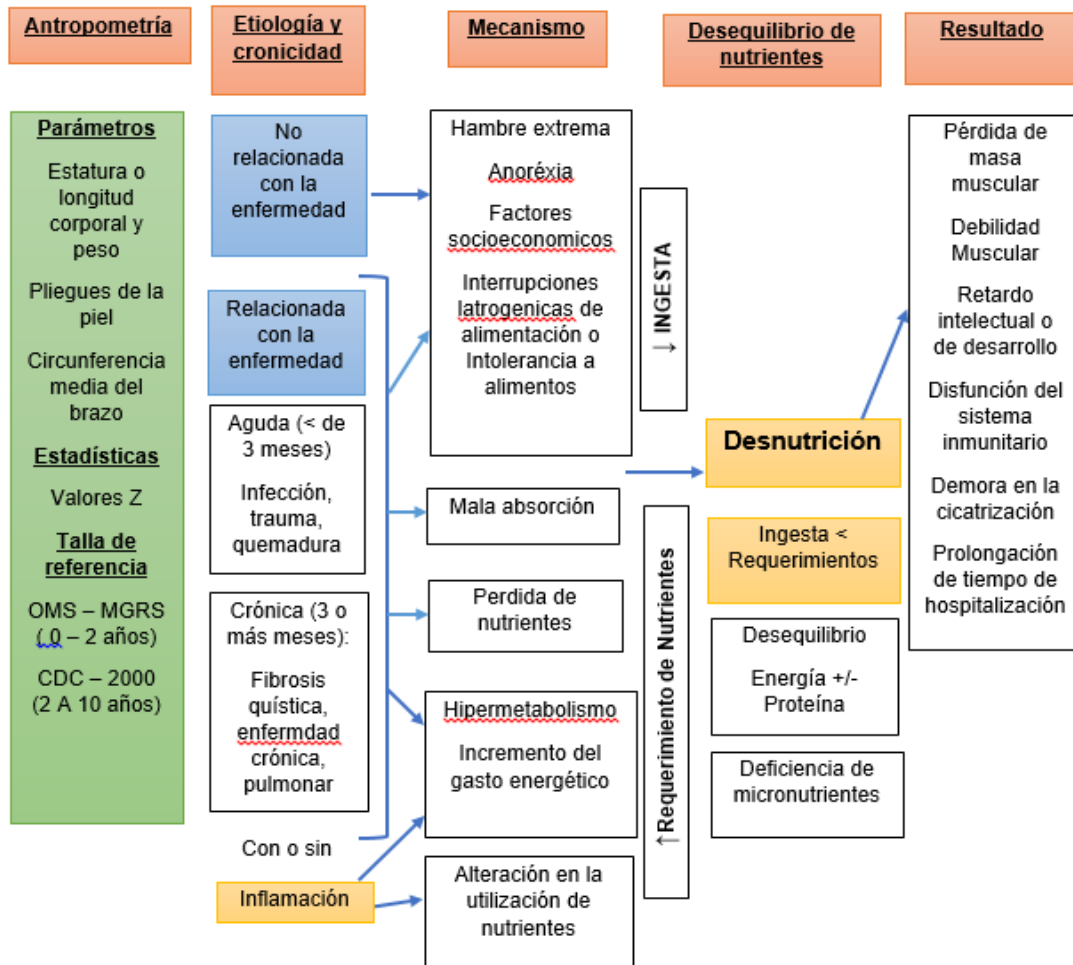 Antropometría
Etiología y
cronicidad
Mecanismo
Desequilibrio de
nutrientes
Resultado
Parámetros
Estatura o
longitud
corporal y
peso
Pliegues de la
piel
Circunferencia
media del
brazo
Estadísticas
Valores Z
Talla de
referencia
OMS – MGRS
( 0 – 2 años)
CDC – 2000
(2 A 10 años)
No
relacionada
con la
enfermedad
Relacionada
con la
enfermedad
Aguda (< de
3 meses)
Infección,
trauma,
quemadura
Crónica (3 o
más meses):
Fibrosis
quística,
enfermdad
crónica,
pulmonar
Con o sin
Inflamación
Hambre extrema
Anoréxia
Factores
socioeconomicos
Interrupciones
Iatrogenicas de
alimentación o
Intolerancia a
alimentos
Mala absorción
Perdida de
nutrientes
Hipermetabolismo
Incremento del
gasto energético
Alteración en la
utilización de
nutrientes
↓ INGESTA
↑Requerimiento de Nutrientes
Desnutrición
Ingesta <
Requerimientos
Desequilibrio
Energía +/-
Proteína
Deficiencia de
micronutrientes
Pérdida de
masa
muscular
Debilidad
Muscular
Retardo
intelectual o
de desarrollo
Disfunción del
sistema
inmunitario
Demora en la
cicatrización
Prolongación
de tiempo de
hospitalización